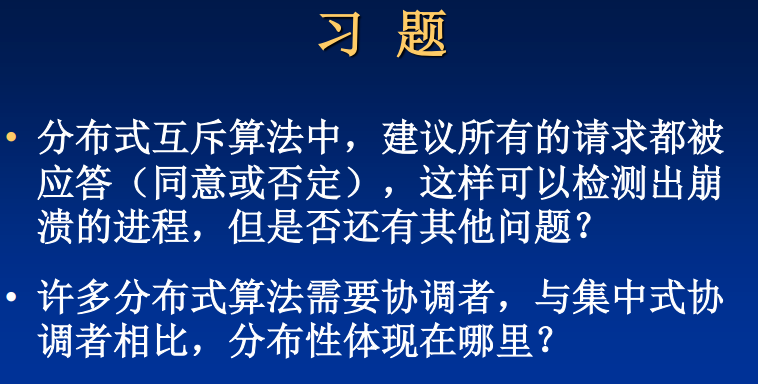 习 题
• 分布式互斥算法中，建议所有的请求都被
应答（同意或否定），这样可以检测出崩
溃的进程，但是否还有其他问题？
• 许多分布式算法需要协调者，与集中式协
调者相比，分布性体现在哪里？